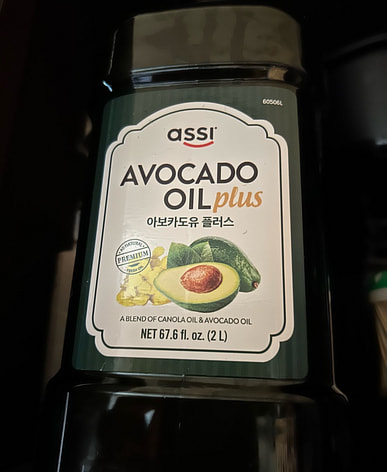 60506L
assi
AVOCADO
OIL plus
아보카도유 플러스
PREMIUM
A BLEND OF CANOLA OIL & AVOCADO OIL
NET 67.6 fl. oz. (2 L)